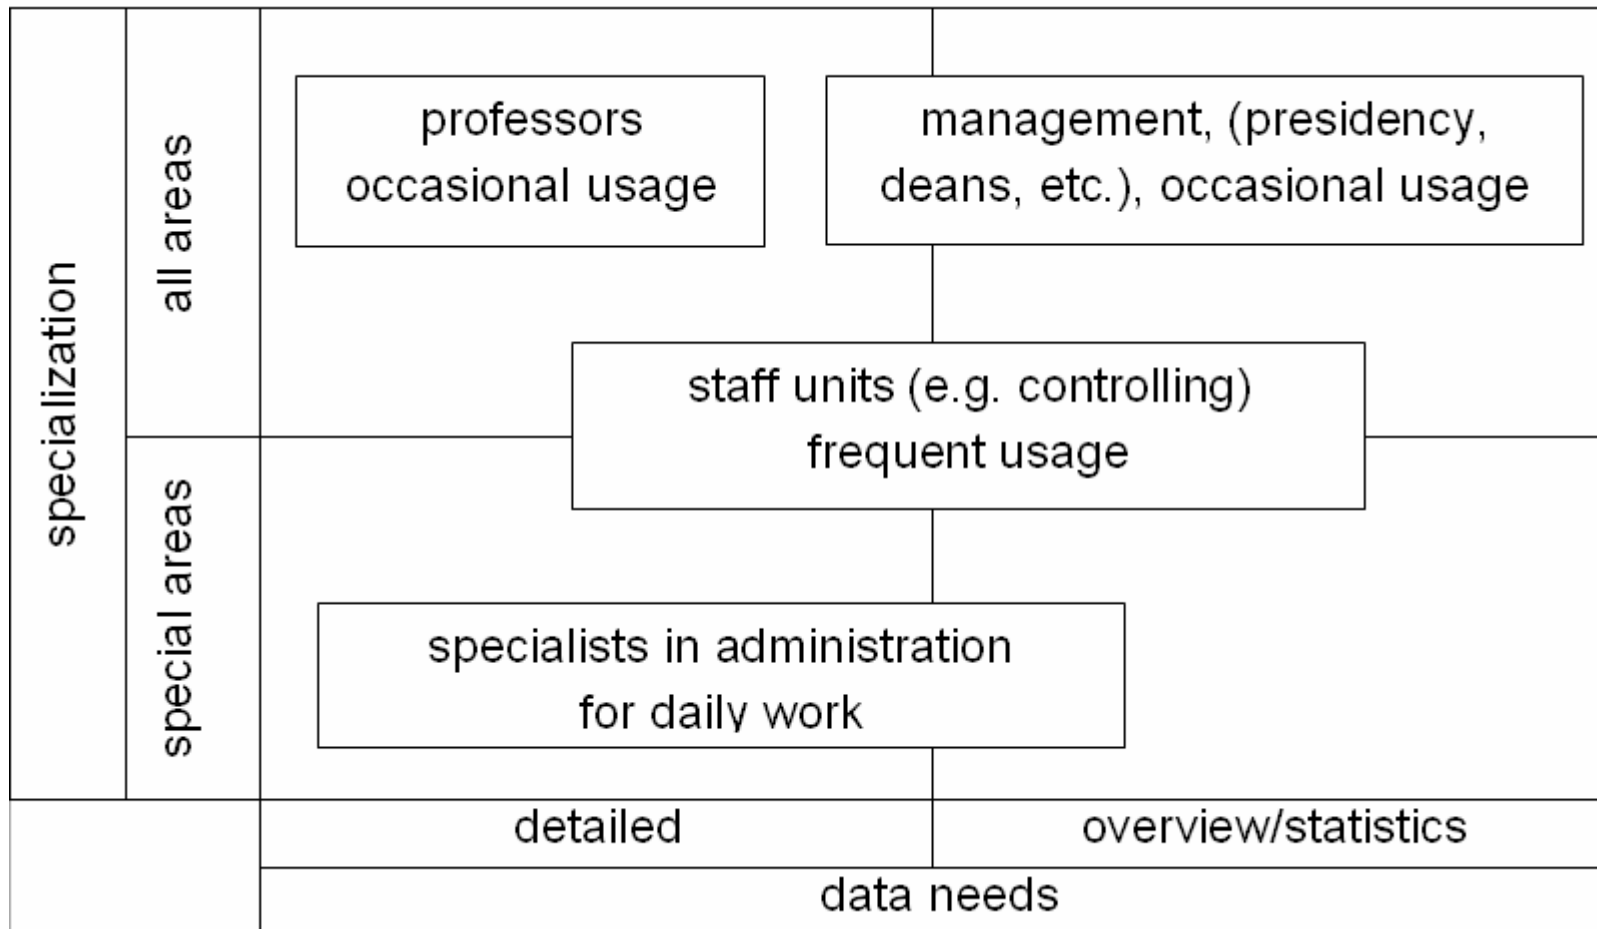 specialization
all areas
special areas
professors
occasional usage
management, (presidency,
deans, etc.), occasional usage
staff units (e.g. controlling)
frequent usage
specialists in administration
for daily work
detailed
overview/statistics
data needs